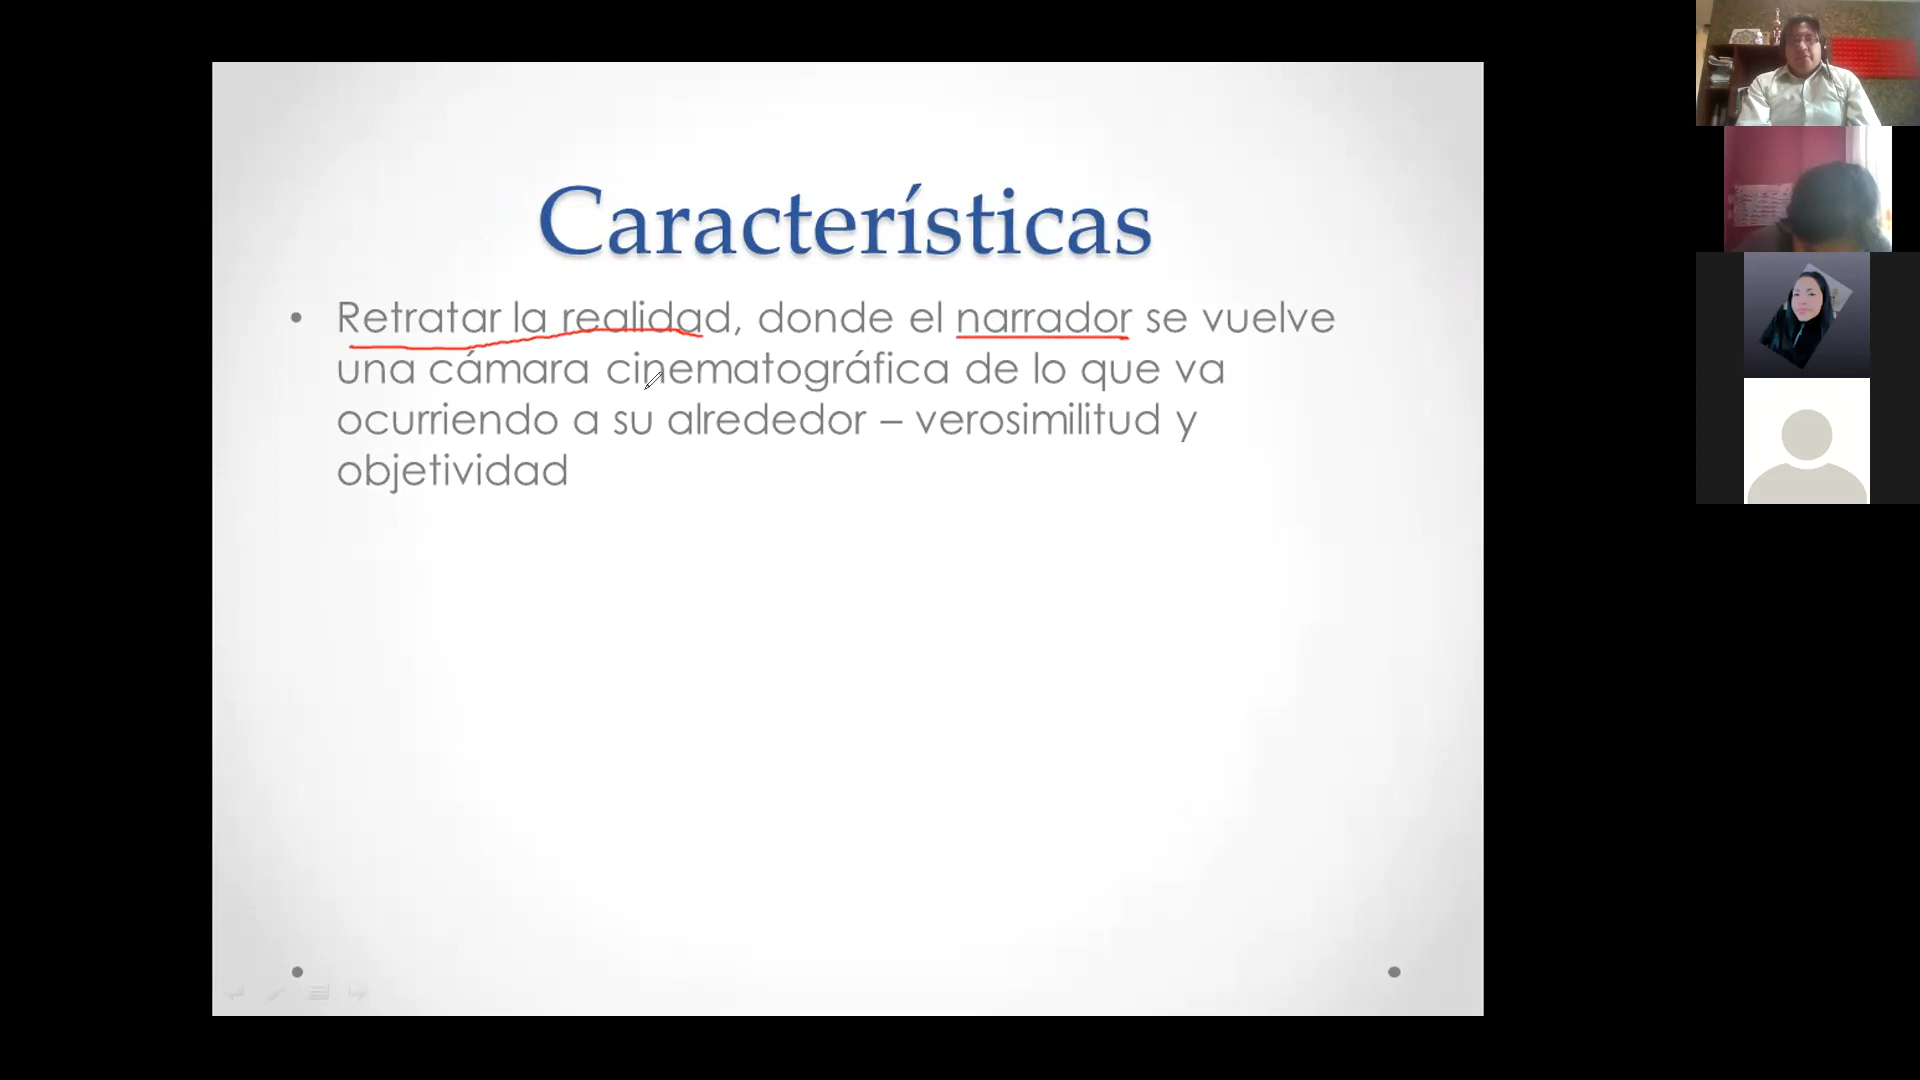 Características
• Retratar la realidad, donde el narrador se vuelve
una cámara cinematográfica de lo que va
ocurriendo a su alrededor – verosimilitud y
objetividad